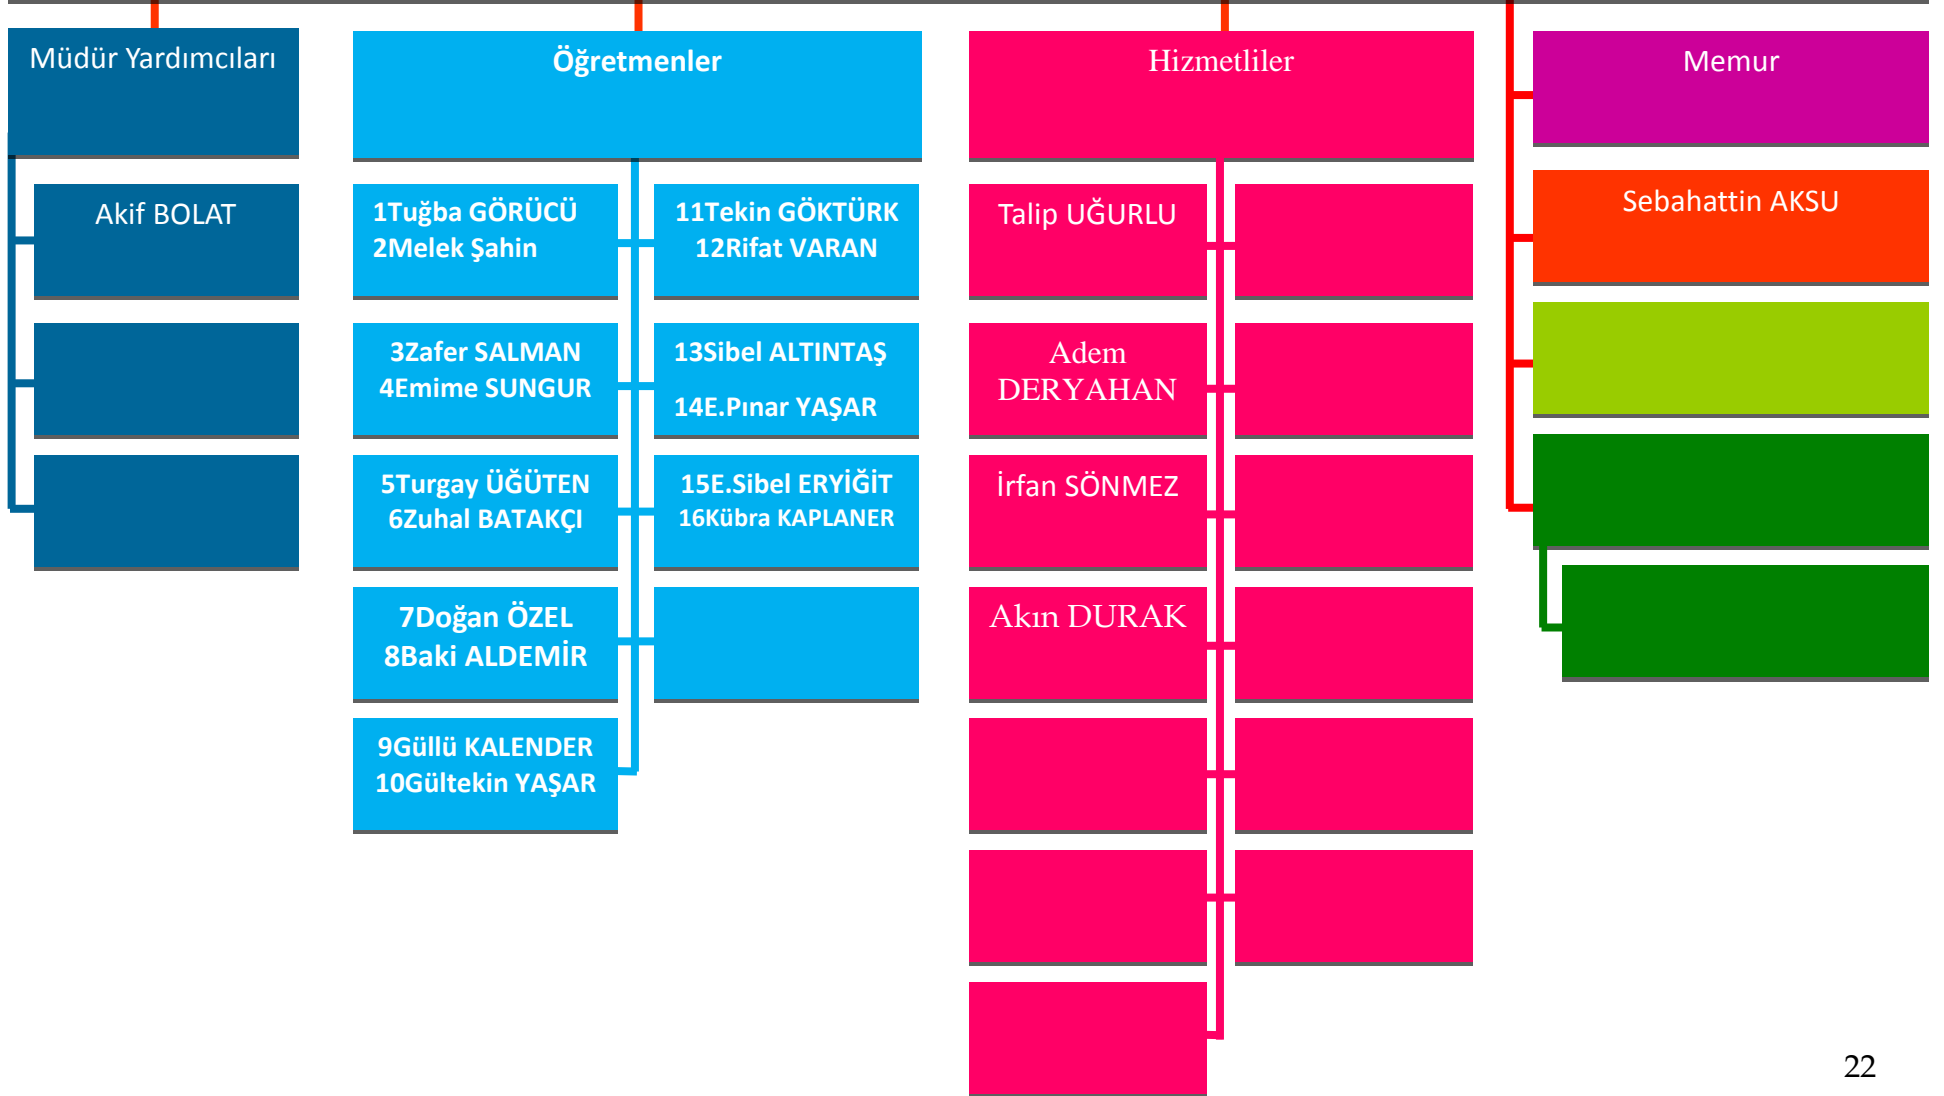 Müdür Yardımcıları
Akif BOLAT
Öğretmenler
1Tuğba GÖRÜCÜ
2Melek Şahin
3Zafer SALMAN
4Emime SUNGUR
5Turgay ÜĞÜTEN
6Zuhal BATAKÇI
7Doğan ÖZEL
8Baki ALDEMİR
9Güllü KALENDER
10Gültekin YAŞAR
11Tekin GÖKTÜRK
12Rifat VARAN
13Sibel ALTINTAŞ
14E.Pınar YAŞAR
15E.Sibel ERYİĞİT
16Kübra KAPLANER
Hizmetliler
Talip UĞURLU
Adem
DERYAHAN
İrfan SÖNMEZ
Akın DURAK
Memur
Sebahattin AKSU
22